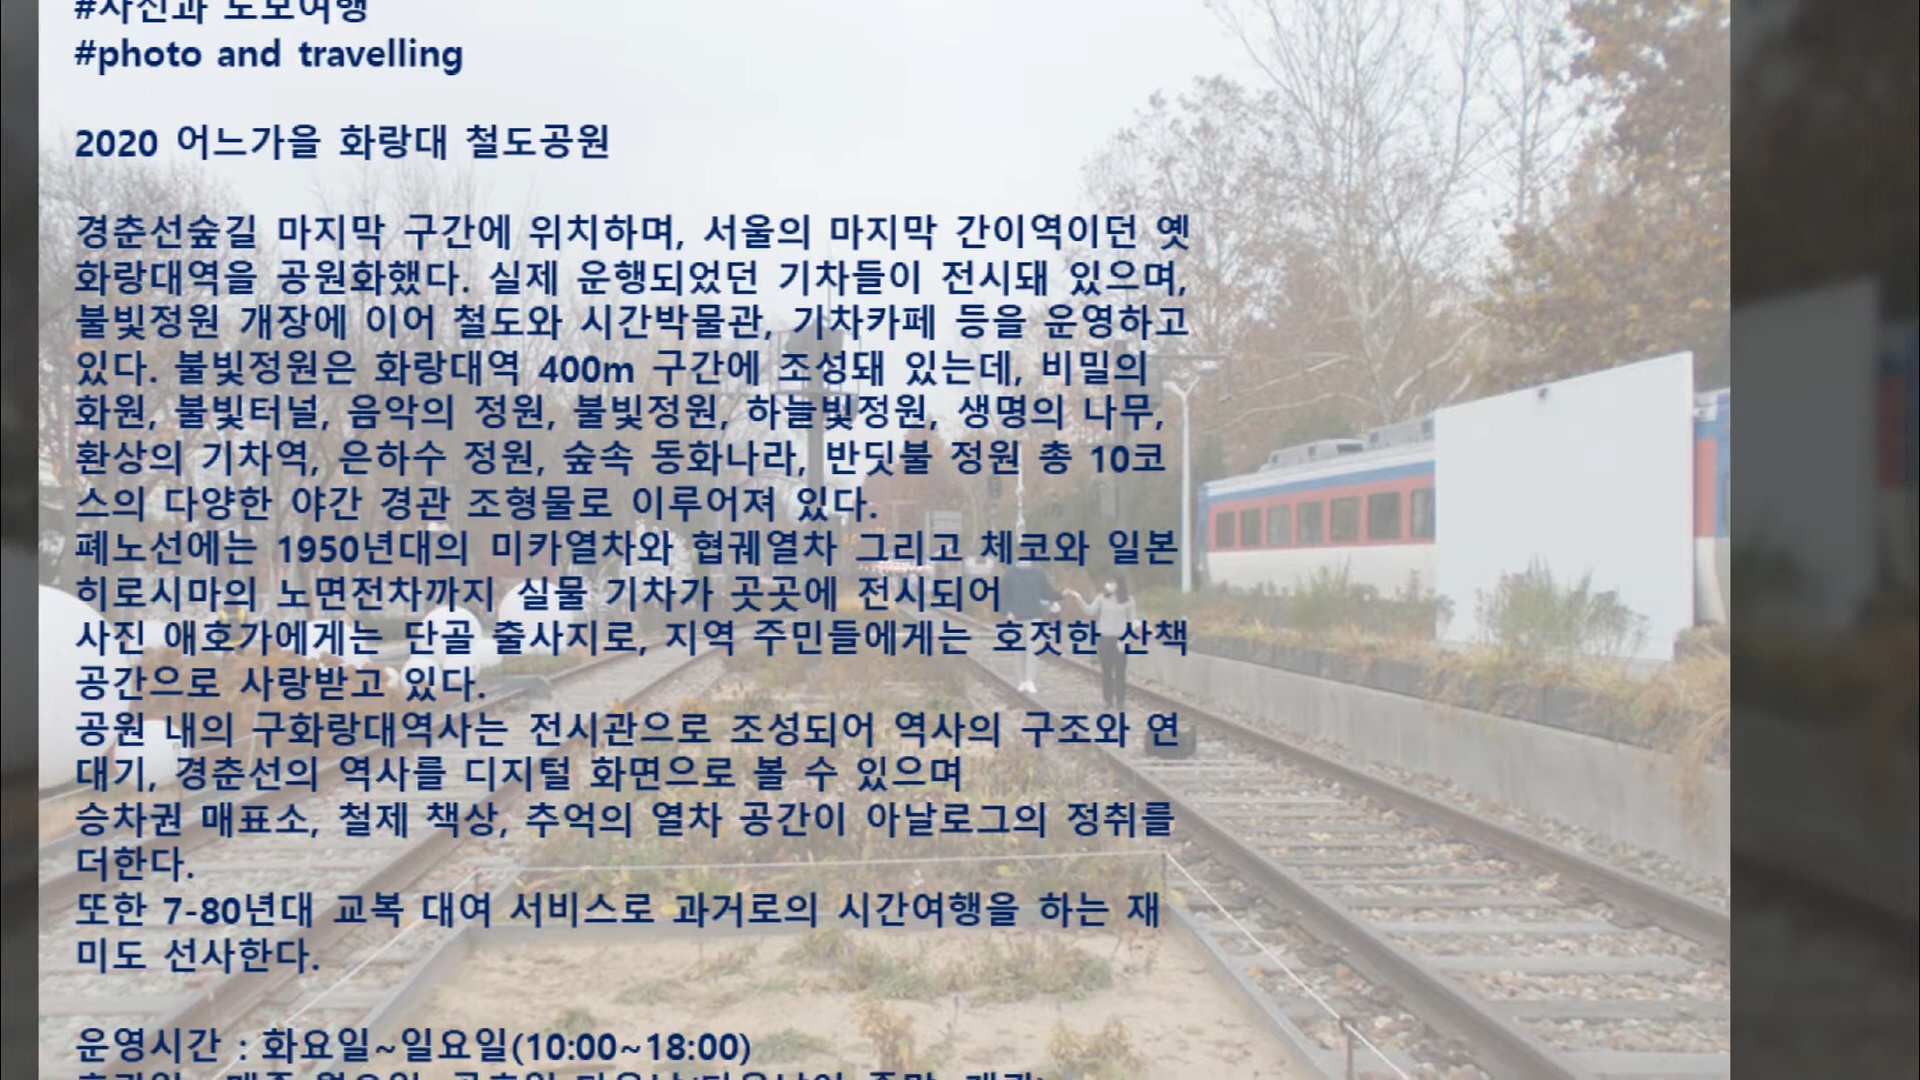 #사진과 도보여행
#photo and travelling
2020 어느가을 화랑대 철도공원
경춘선숲길 마지막 구간에 위치하며, 서울의 마지막 간이역이던 옛
화랑대역을 공원화했다. 실제 운행되었던 기차들이 전시돼 있으며,
불빛정원 개장에 이어 철도와 시간박물관, 기차카페 등을 운영하고
있다. 불빛정원은 화랑대역 400m 구간에 조성돼 있는데, 비밀의
화원, 불빛터널, 음악의 정원, 불빛정원, 하늘빛정원, 생명의 나무,
환상의 기차역, 은하수 정원, 숲속 동화나라, 반딧불 정원 총 10코
스의 다양한 야간 경관 조형물로 이루어져 있다.
폐노선에는 1950년대의 미카열차와 협궤열차 그리고 체코와 일본
히로시마의 노면전차까지 실물 기차가 곳곳에 전시되어
사진 애호가에게는 단골 출사지로, 지역 주민들에게는 호젓한 산책
공간으로 사랑받고 있다.
공원 내의 구화랑대역사는 전시관으로 조성되어 역사의 구조와 연
대기, 경춘선의 역사를 디지털 화면으로 볼 수 있으며
승차권 매표소, 철제 책상, 추억의 열차 공간이 아날로그의 정취를
더한다.
또한 7-80년대 교복 대여 서비스로 과거로의 시간여행을 하는 재
미도 선사한다.
운영시간 : 화요일~일요일(10:00~18:00)